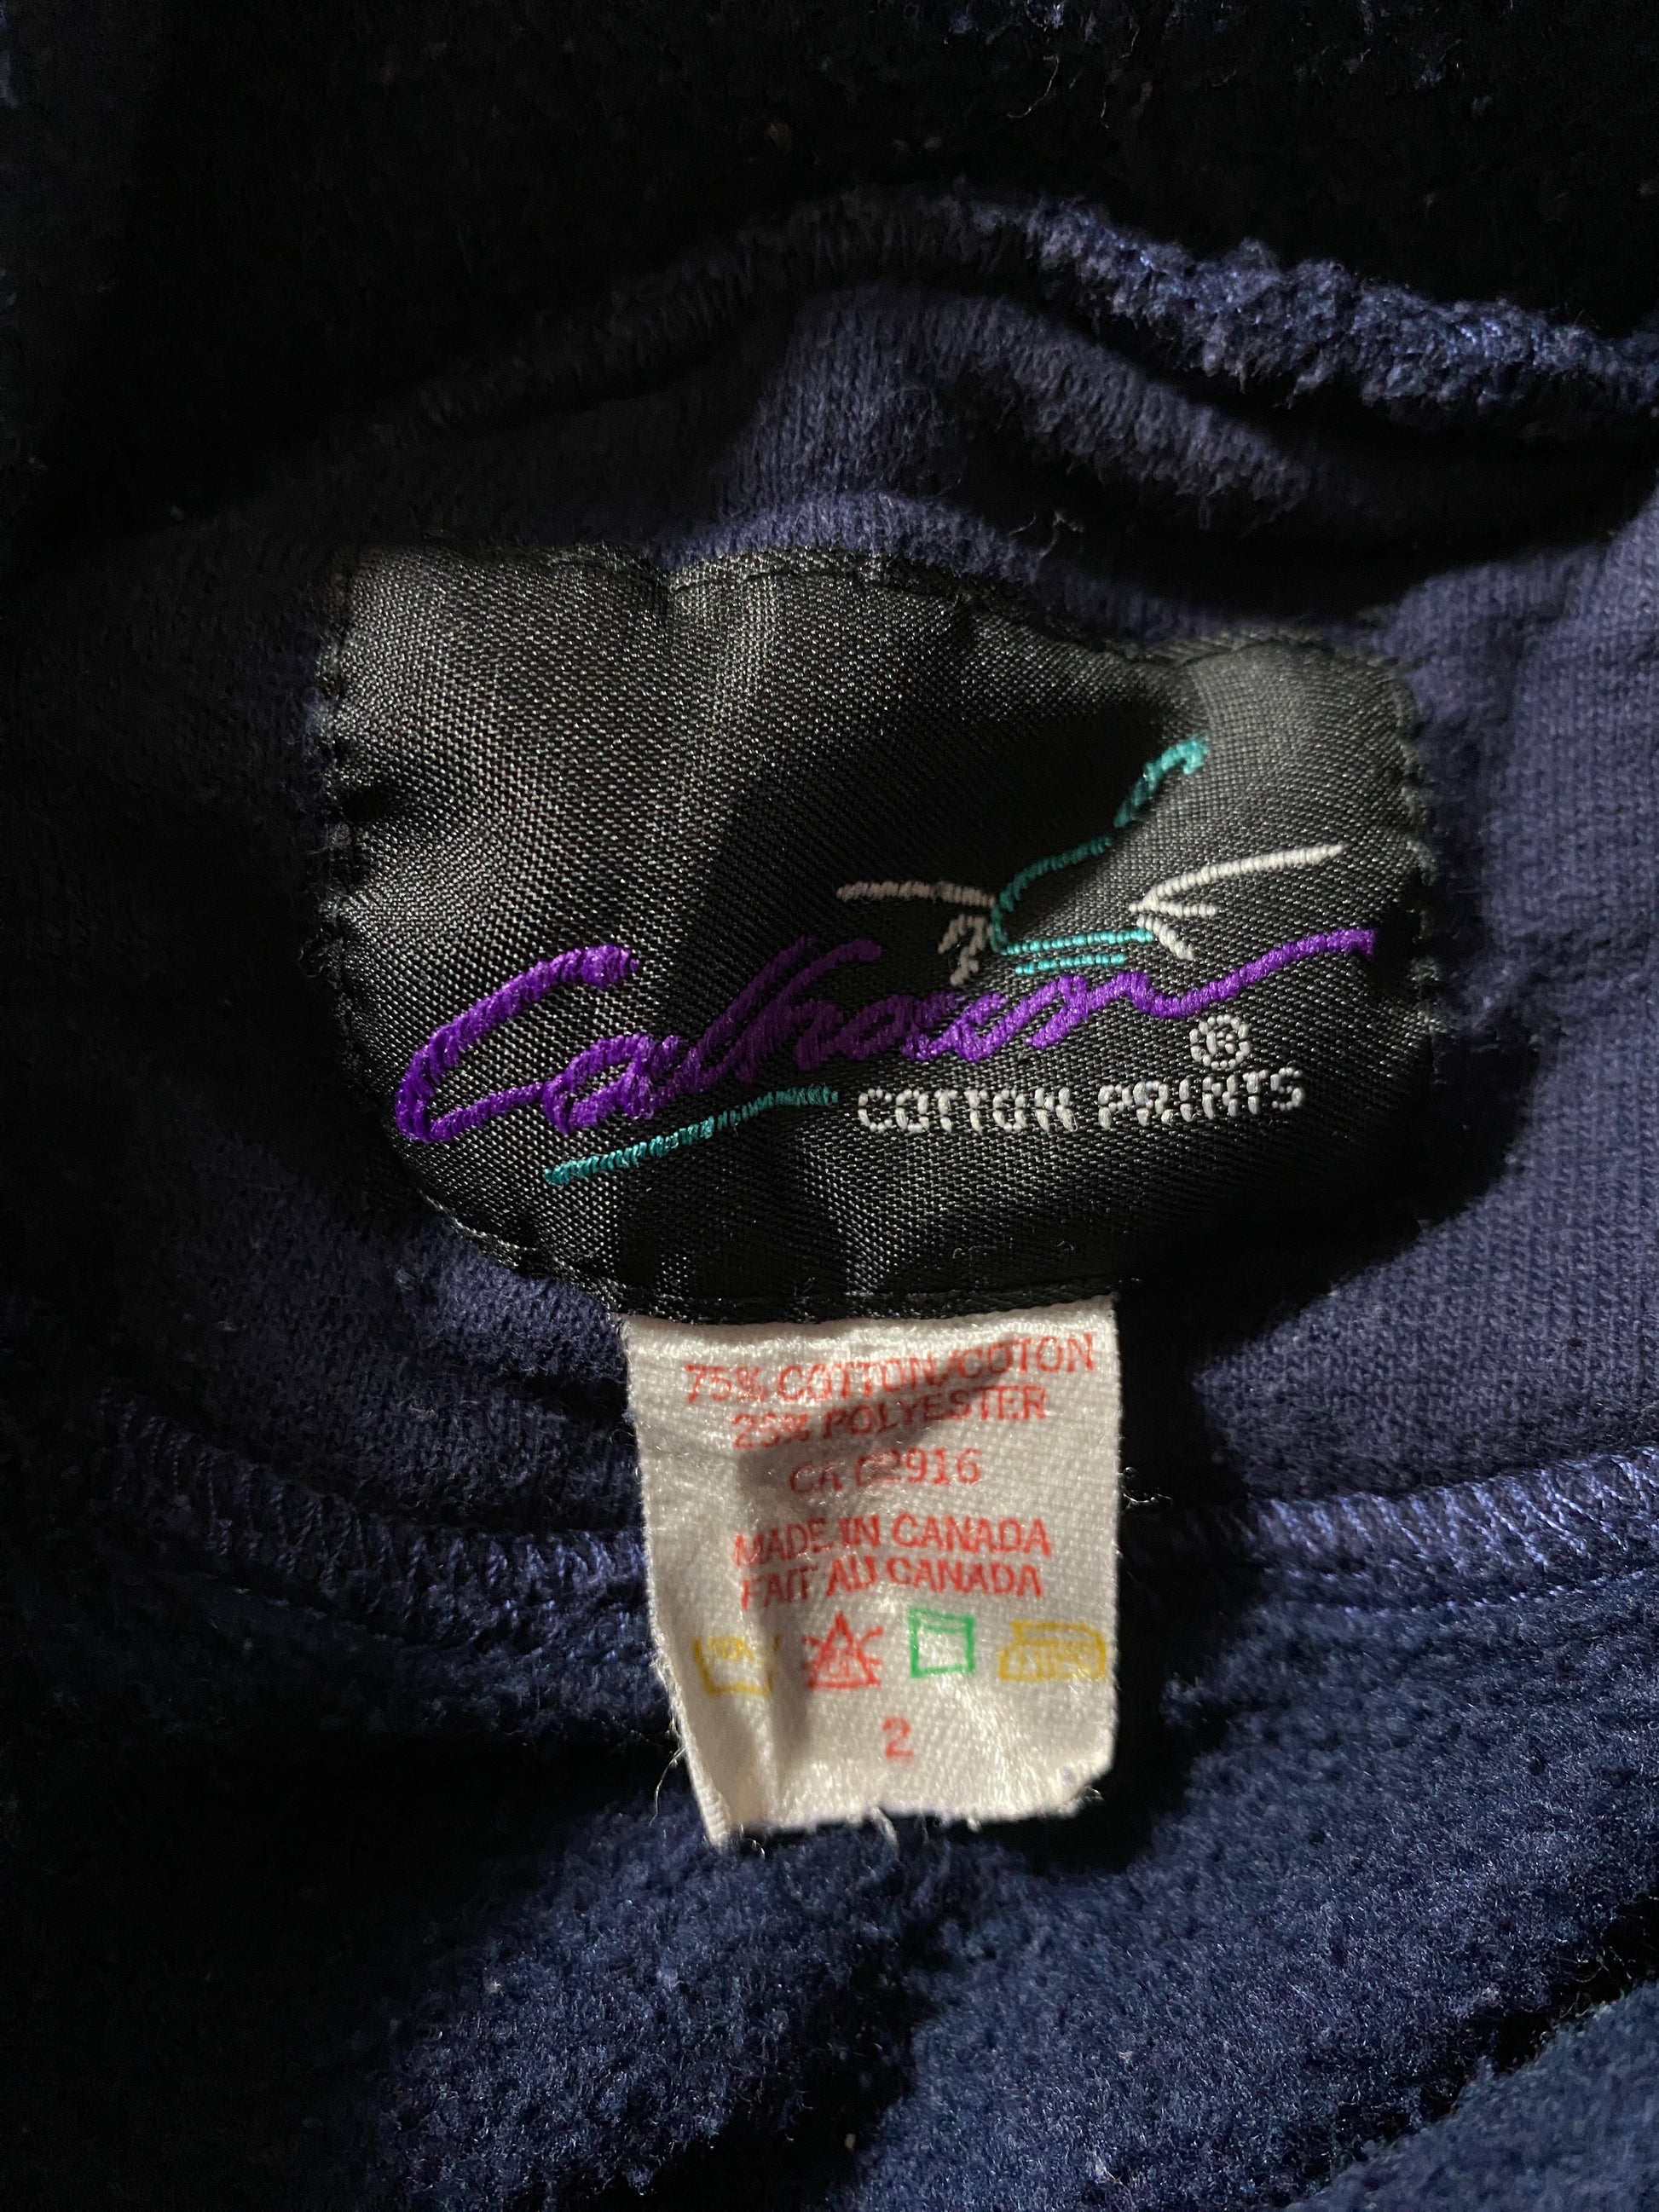 Calhoun
®
COTTON PRINTS
75% COTTON/COTON
25% POLYESTER
CA 02916
MADE IN CANADA
FAIT AU CANADA
2